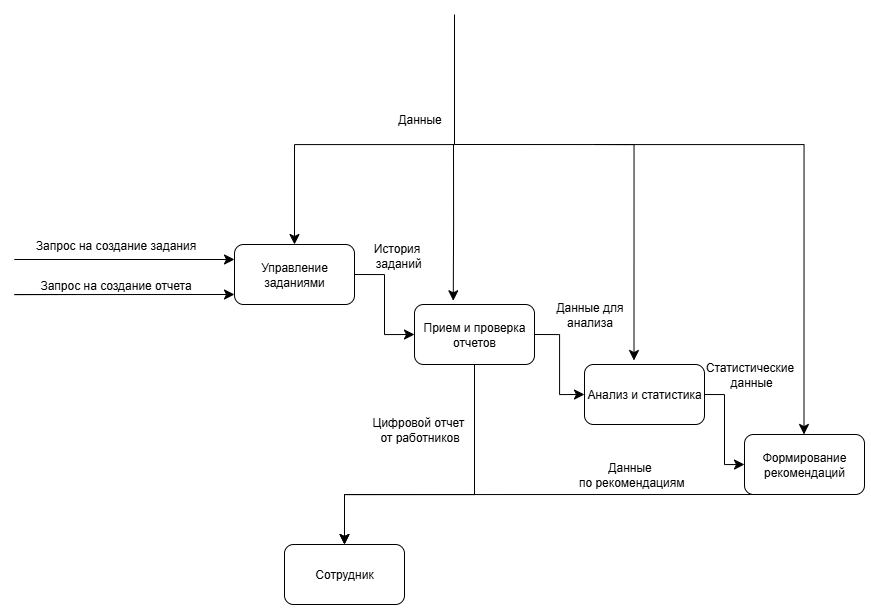 Данные
Запрос на создание задания
Запрос на создание отчета
Управление
заданиями
История
заданий
Прием и проверка
отчетов
Данные для
анализа
Анализ и статистика
Статистические
данные
Формирование
рекомендаций
Цифровой отчет
от работников
Данные
по рекомендациям
Сотрудник